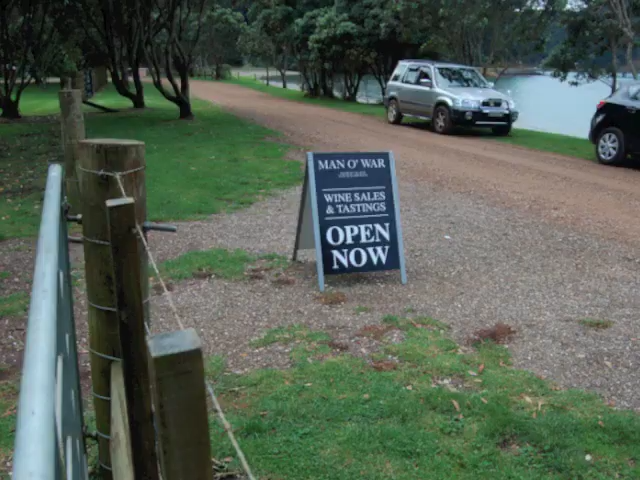 MAN O' WAR
WINE SALES
& TASTINGS
OPEN
NOW